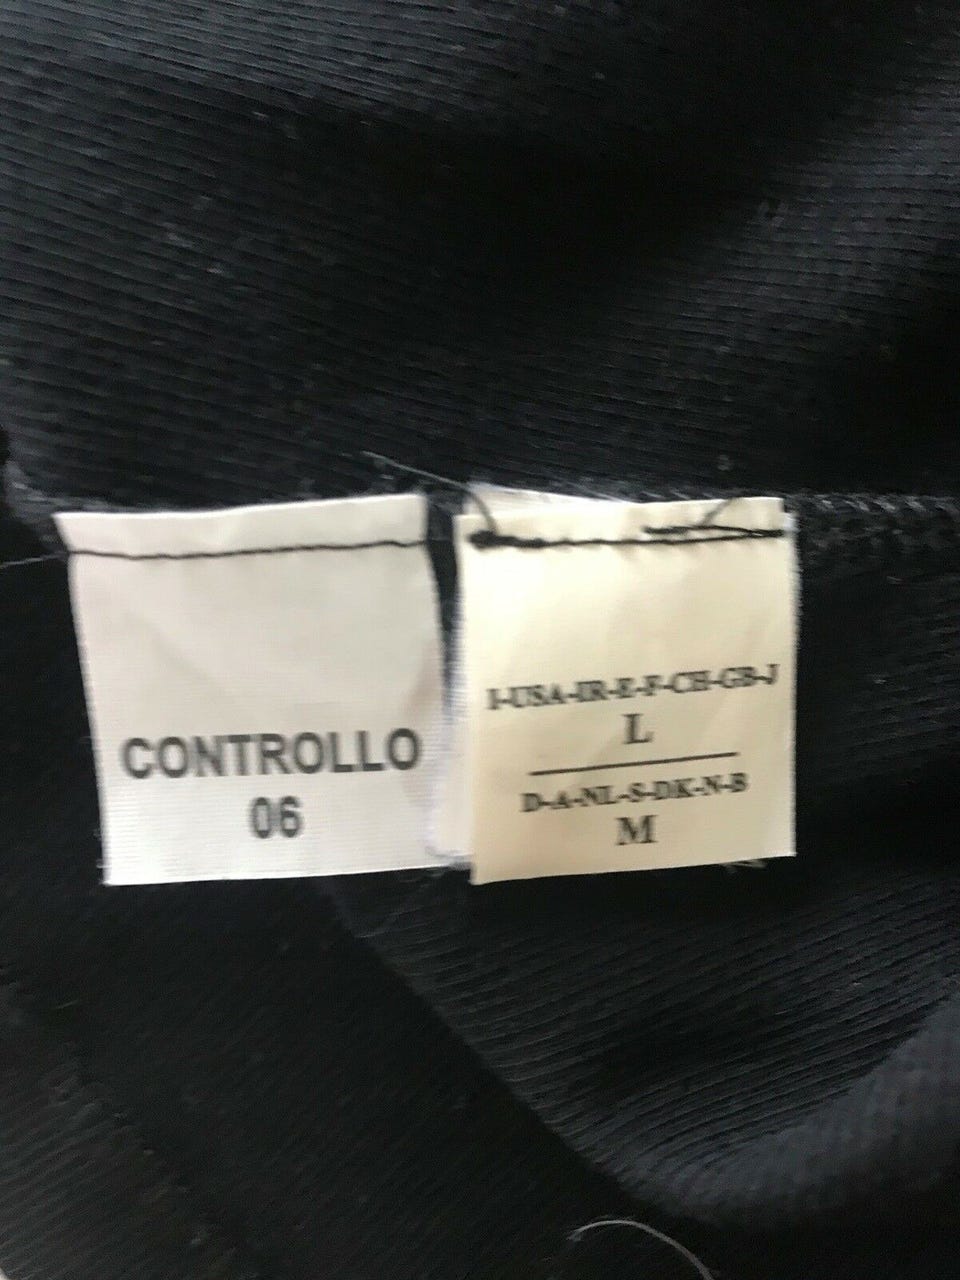 CONTROLLO
06
I-USA-IR-E-F-CH-GB-J
L
D-A-NL-S-DK-N-B
M